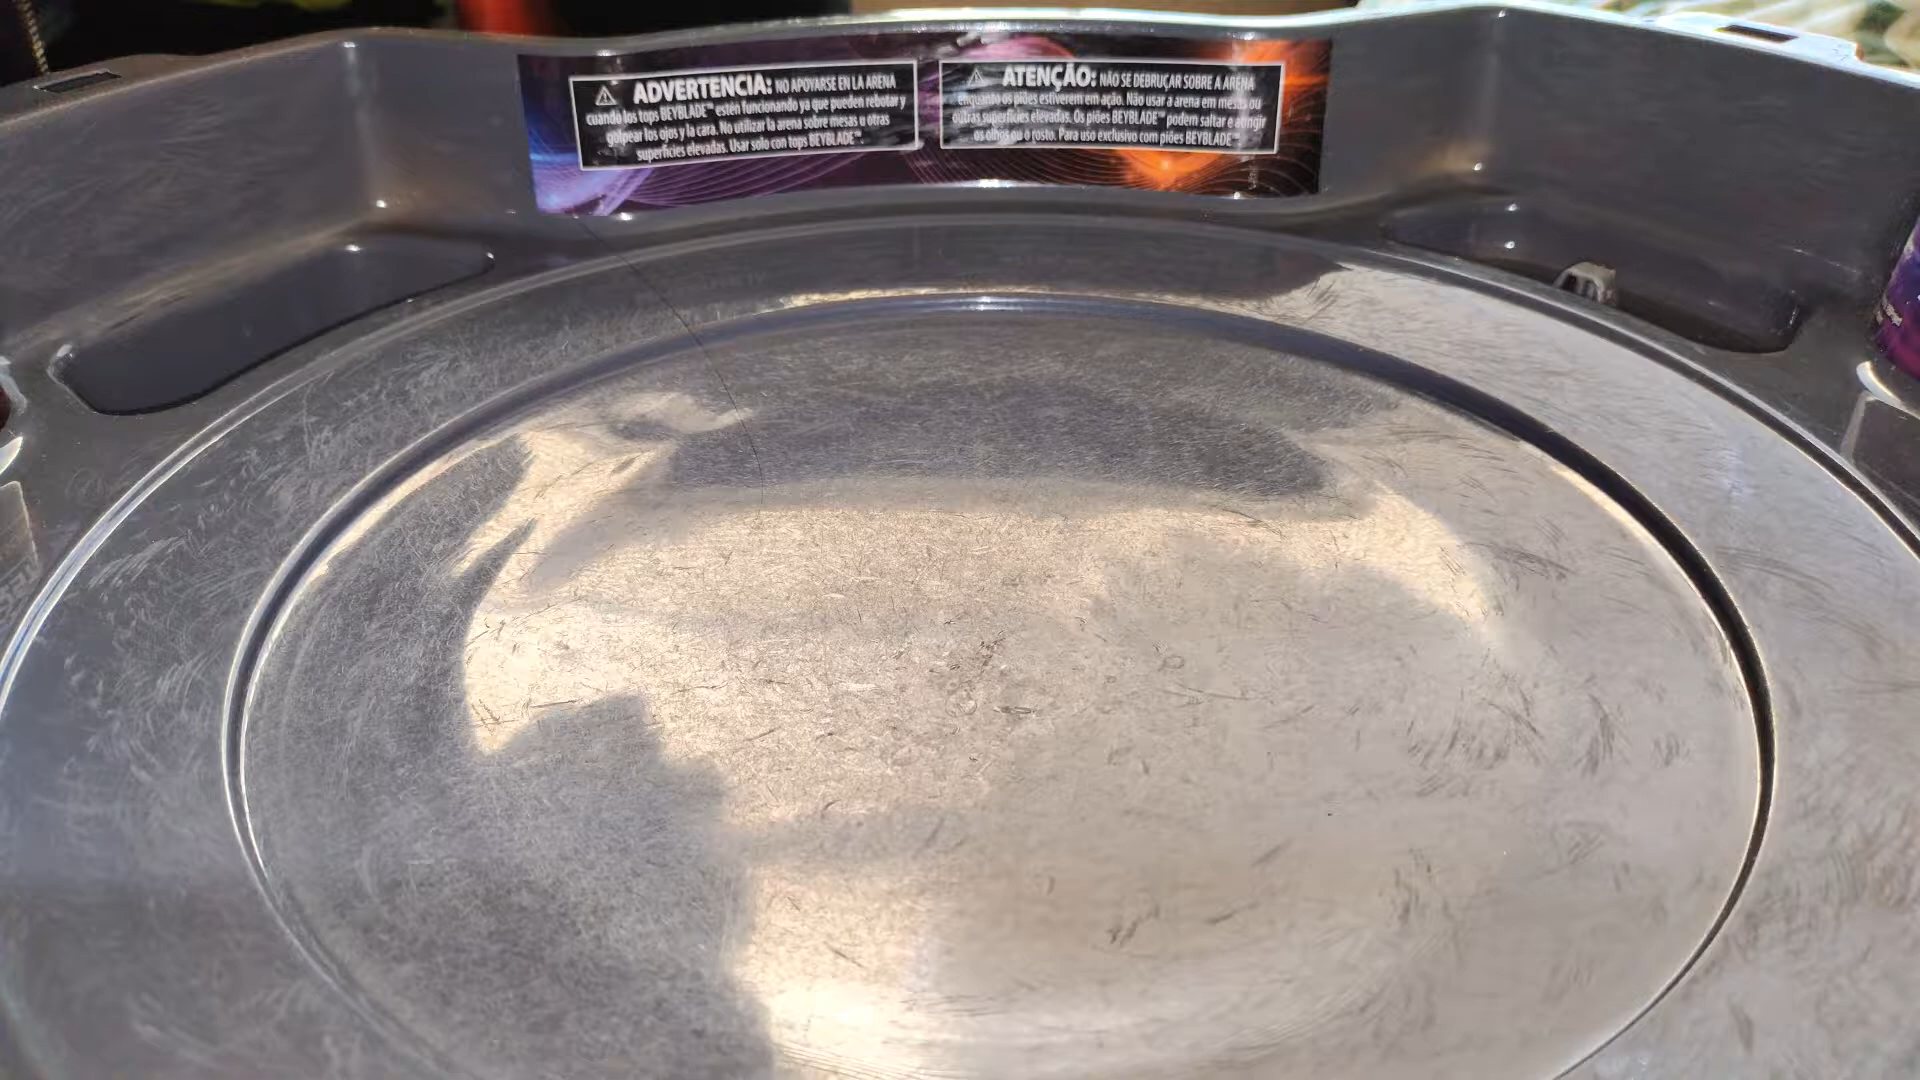 ADVERTENCIA: NO APOYARSE EN LA ARENA
cuando los tops BEYBLADE™ estén funcionando ya que pueden rebotar y
golpear los ojos y la cara. No utilizar la arena sobre mesas u otras
superficies elevadas. Usar solo con tops BEYBLADE™.
ATENÇÃO: NÃO SE DEBRUÇAR SOBRE A ARENA
enquanto os piões estiverem em ação. Não usar a arena em mesas ou
outras superfícies elevadas. Os piões BEYBLADE™ podem saltar e atingir
os olhos ou o rosto. Para uso exclusivo com piões BEYBLADE™.